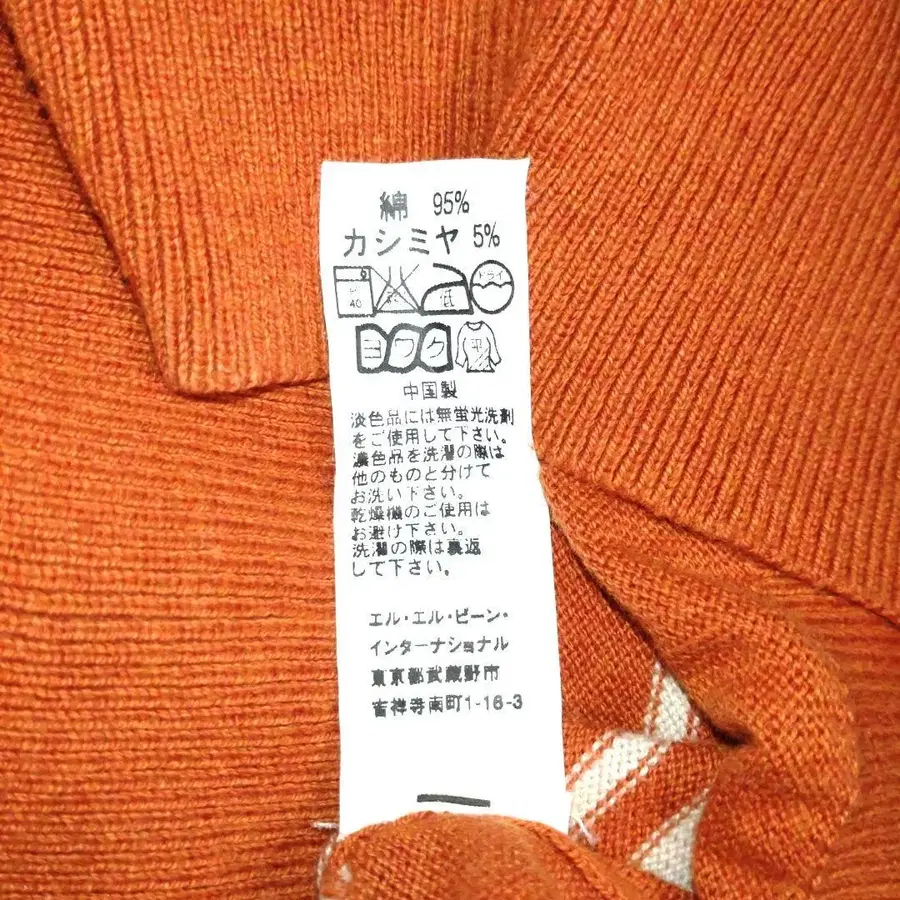 綿 95%
カシミヤ 5%
40 低 ドライ
ヨワク 平
中国製
淡色品には無蛍光洗剤
をご使用して下さい。
濃色品を洗濯の際は
他のものと分けて
お洗い下さい。
乾燥機のご使用は
お避け下さい。
洗濯の際は裏返
して下さい。
エル・エル・ビーン・
インターナショナル
東京都武蔵野市
吉祥寺南町1-16-3